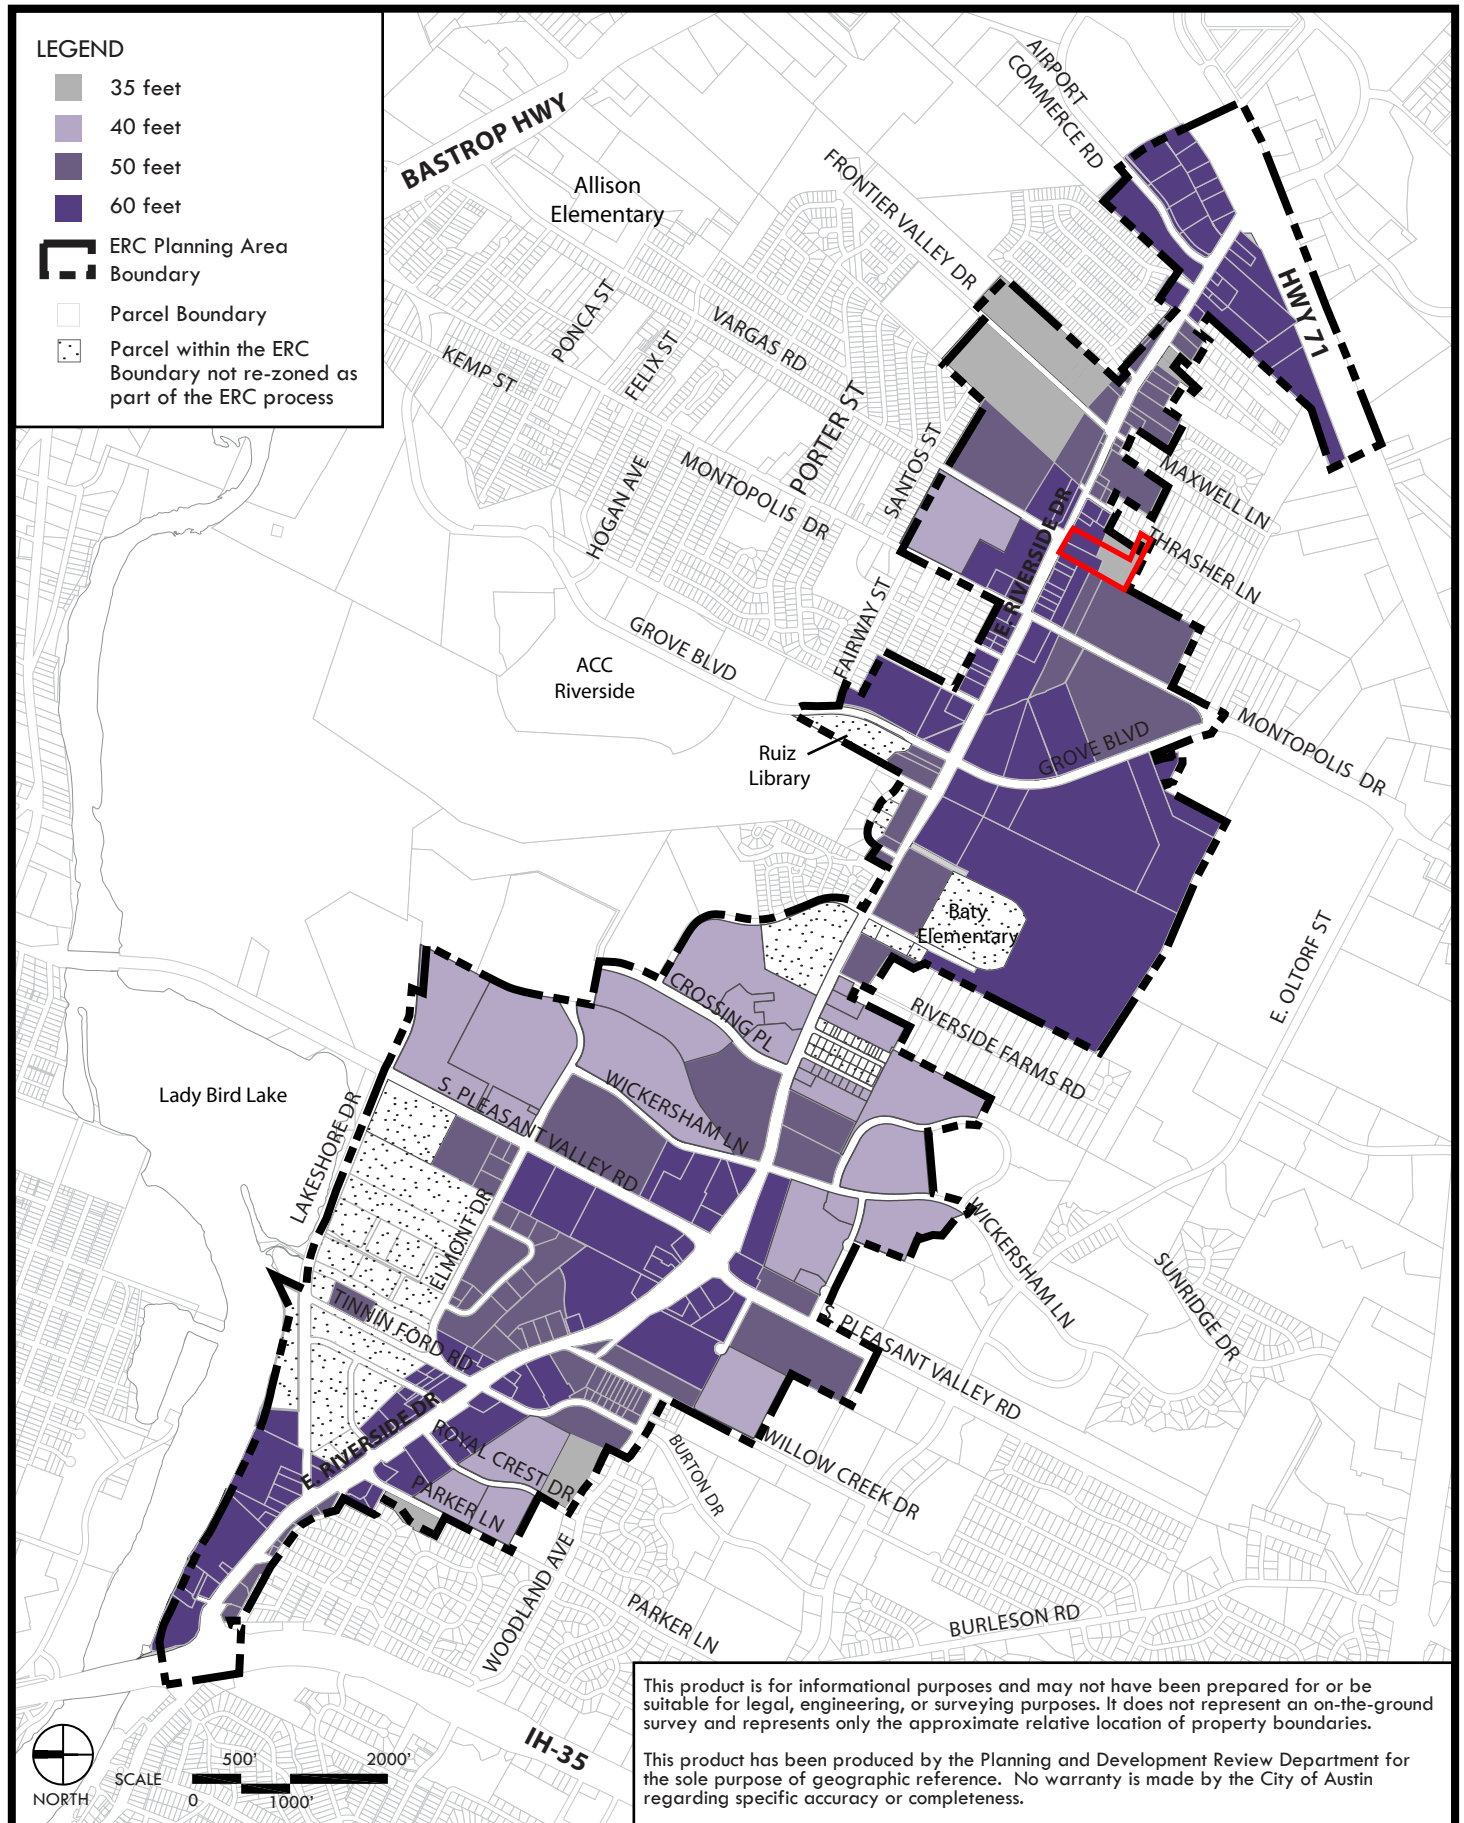 LEGEND
35 feet
40 feet
50 feet
60 feet
ERC Planning Area
Boundary
Parcel Boundary
Parcel within the ERC
Boundary not re-zoned as
part of the ERC process
AIRPORT
COMMERCE RD
BASTROP HWY
Allison
Elementary
FRONTIER VALLEY DR
HWY 71
PONCA ST
VARGAS RD
FELIX ST
KEMP ST
PORTER ST
SANTOS ST
MONTOPOLIS DR
HOGAN AVE
MAXWELL LN
E. RIVERSIDE DR
THRASHER LN
FAIRWAY ST
GROVE BLVD
ACC
Riverside
Ruiz
Library
GROVE BLVD
MONTOPOLIS DR
Baty
Elementary
E. OLTORF ST
CROSSING PL
RIVERSIDE FARMS RD
Lady Bird Lake
LAKESHORE DR
S. PLEASANT VALLEY RD
WICKERSHAM LN
ELMONT DR
WICKERSHAM LN
SUNRIDGE DR
TINNIN FORD RD
S. PLEASANT VALLEY RD
E. RIVERSIDE DR
ROYAL CREST DR
PARKER LN
BURTON DR
WILLOW CREEK DR
WOODLAND AVE
PARKER LN
BURLESON RD
IH-35
NORTH
SCALE
500'
2000'
0
1000'
This product is for informational purposes and may not have been prepared for or be
suitable for legal, engineering, or surveying purposes. It does not represent an on-the-ground
survey and represents only the approximate relative location of property boundaries.
This product has been produced by the Planning and Development Review Department for
the sole purpose of geographic reference. No warranty is made by the City of Austin
regarding specific accuracy or completeness.